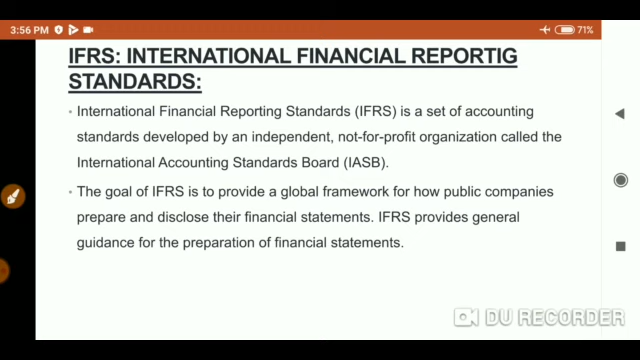 3:56 PM 71%
IFRS: INTERNATIONAL FINANCIAL REPORTIG
STANDARDS:
• International Financial Reporting Standards (IFRS) is a set of accounting
standards developed by an independent, not-for-profit organization called the
International Accounting Standards Board (IASB).
• The goal of IFRS is to provide a global framework for how public companies
prepare and disclose their financial statements. IFRS provides general
guidance for the preparation of financial statements.
DU RECORDER